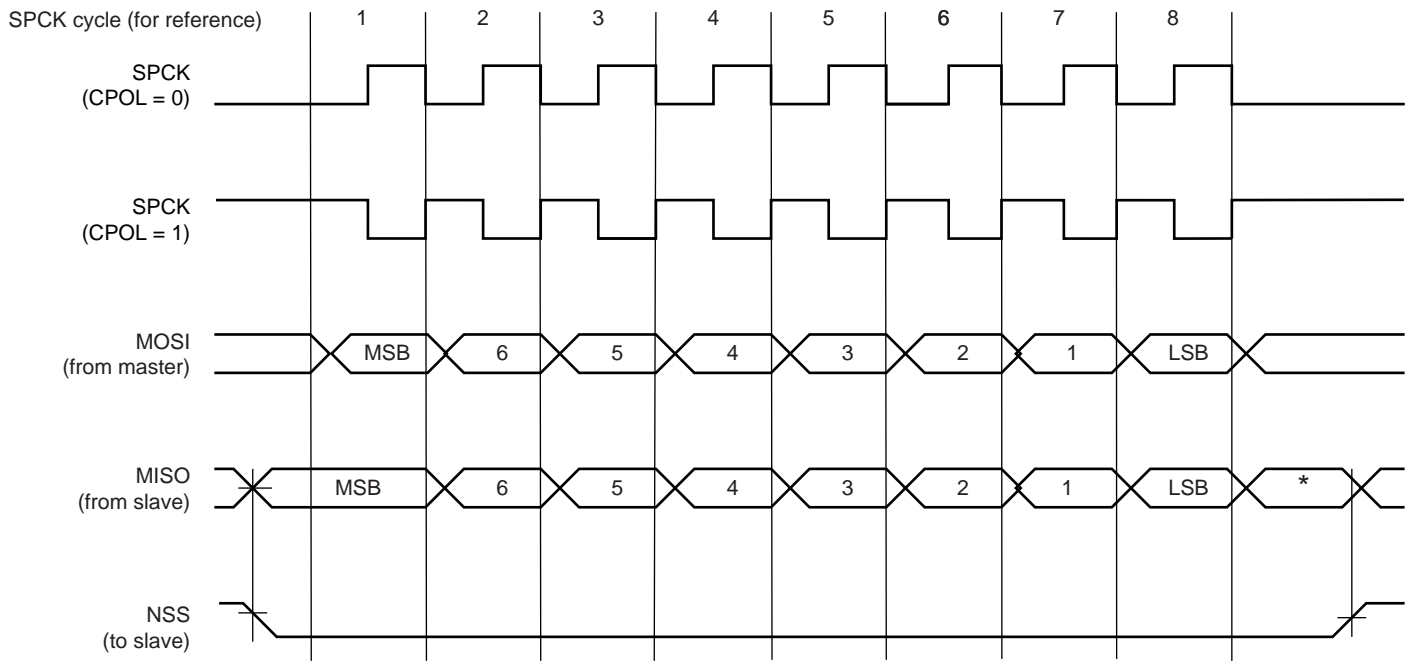 SPCK cycle (for reference) 1 2 3 4 5 6 7 8
SPCK
(CPOL = 0)
SPCK
(CPOL = 1)
MOSI
(from master)
MSB 6 5 4 3 2 1 LSB
MISO
(from slave)
MSB 6 5 4 3 2 1 LSB *
NSS
(to slave)